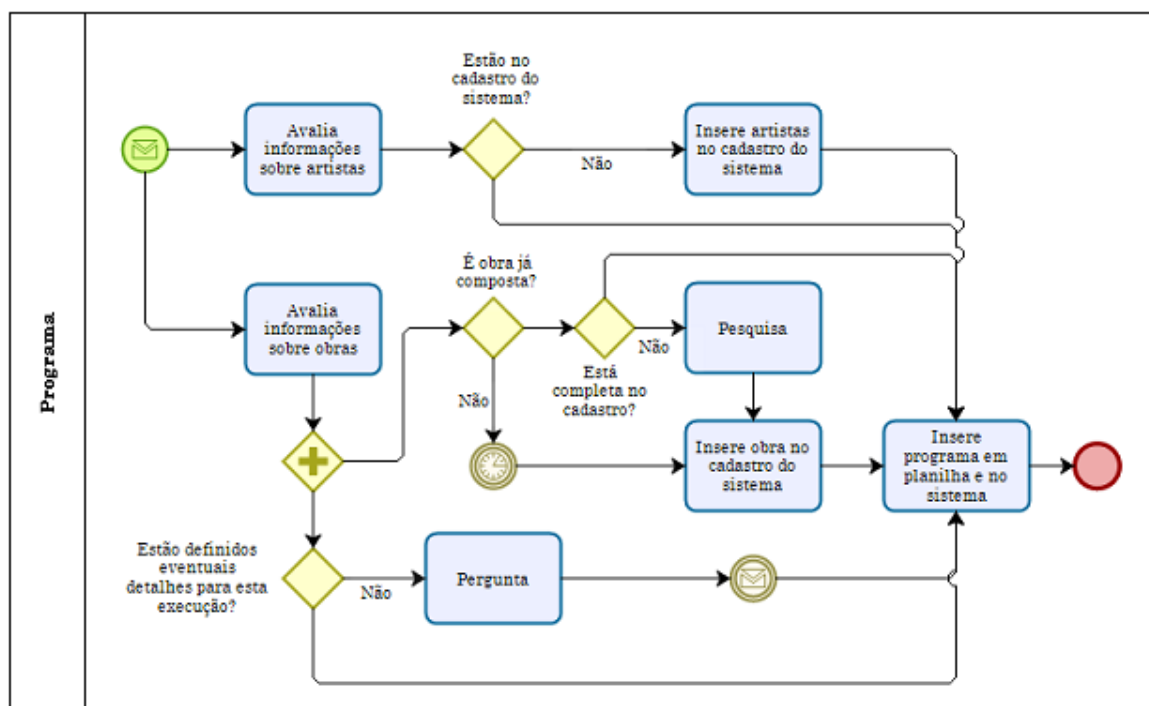 Programa
Estão no
cadastro do
sistema?
Avalia
informações
sobre artistas
Não
Insere artistas
no cadastro do
sistema
É obra já
composta?
Avalia
informações
sobre obras
Não
Pesquisa
Está
completa no
cadastro?
Não
Insere obra no
cadastro do
sistema
Insere
programa em
planilha e no
sistema
Estão definidos
eventuais
detalhes para esta
execução?
Não
Pergunta